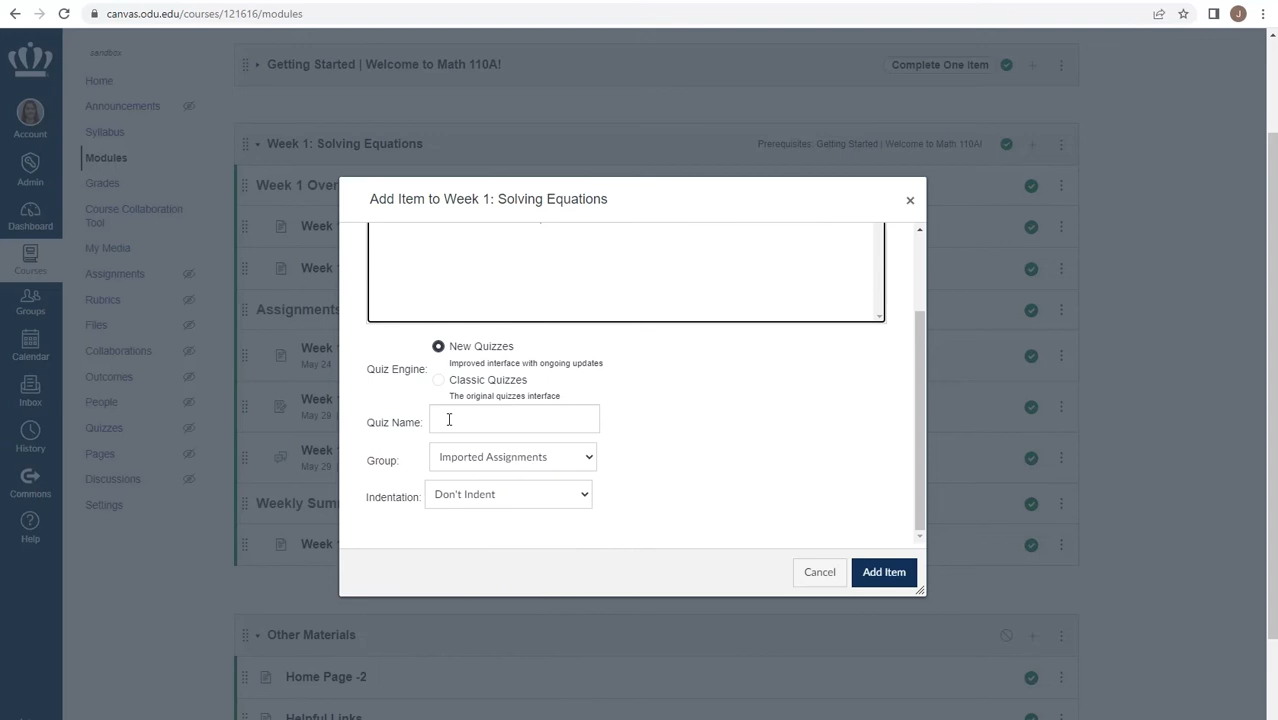 canvas.odu.edu/courses/121616/modules
J
sandbox
Home
Announcements
Syllabus
Modules
Grades
Course Collaboration
Tool
My Media
Assignments
Rubrics
Files
Collaborations
Outcomes
People
Quizzes
Pages
Discussions
Settings
Account
Admin
Dashboard
Courses
Groups
Calendar
Inbox
History
Commons
Help
Getting Started | Welcome to Math 110A!
Complete One Item
Week 1: Solving Equations
Prerequisites: Getting Started | Welcome to Math 110A!
Week 1 Over
Week
Week 1
Assignments
Week 1
May 24
Week 1
May 29
Week 1
May 29
Weekly Summ
Week 1
Other Materials
Home Page -2
Helpful Links
Add Item to Week 1: Solving Equations
×
Quiz Engine:
New Quizzes
Improved interface with ongoing updates
Classic Quizzes
The original quizzes interface
Quiz Name:
Group:
Imported Assignments
Indentation:
Don't Indent
Cancel
Add Item